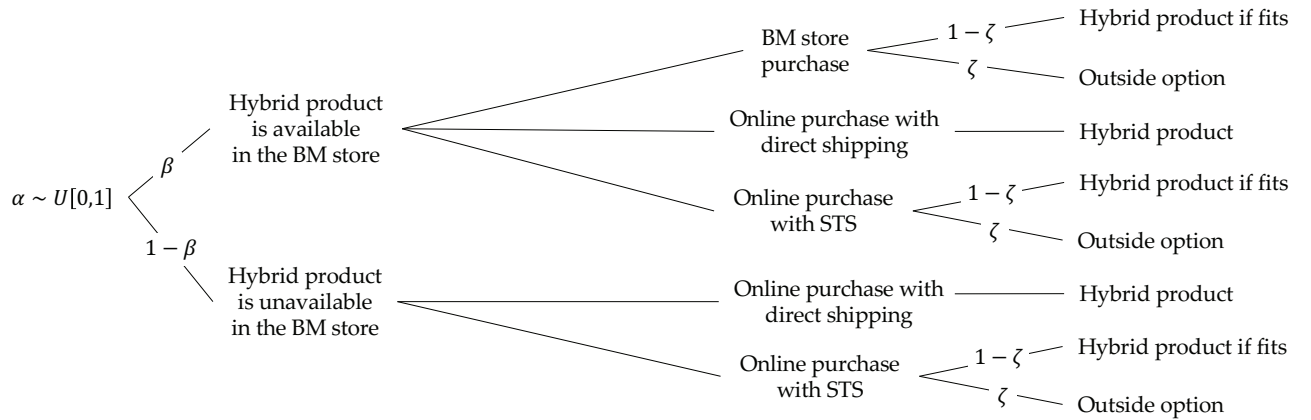 α ~ U[0,1]
β
1 − β
Hybrid product
is available
in the BM store
Hybrid product
is unavailable
in the BM store
BM store
purchase
1 − ζ
Hybrid product if fits
ζ
Outside option
Online purchase with
direct shipping
Hybrid product
Online purchase
with STS
1 − ζ
Hybrid product if fits
ζ
Outside option
Online purchase with
direct shipping
Hybrid product
Online purchase
with STS
1 − ζ
Hybrid product if fits
ζ
Outside option